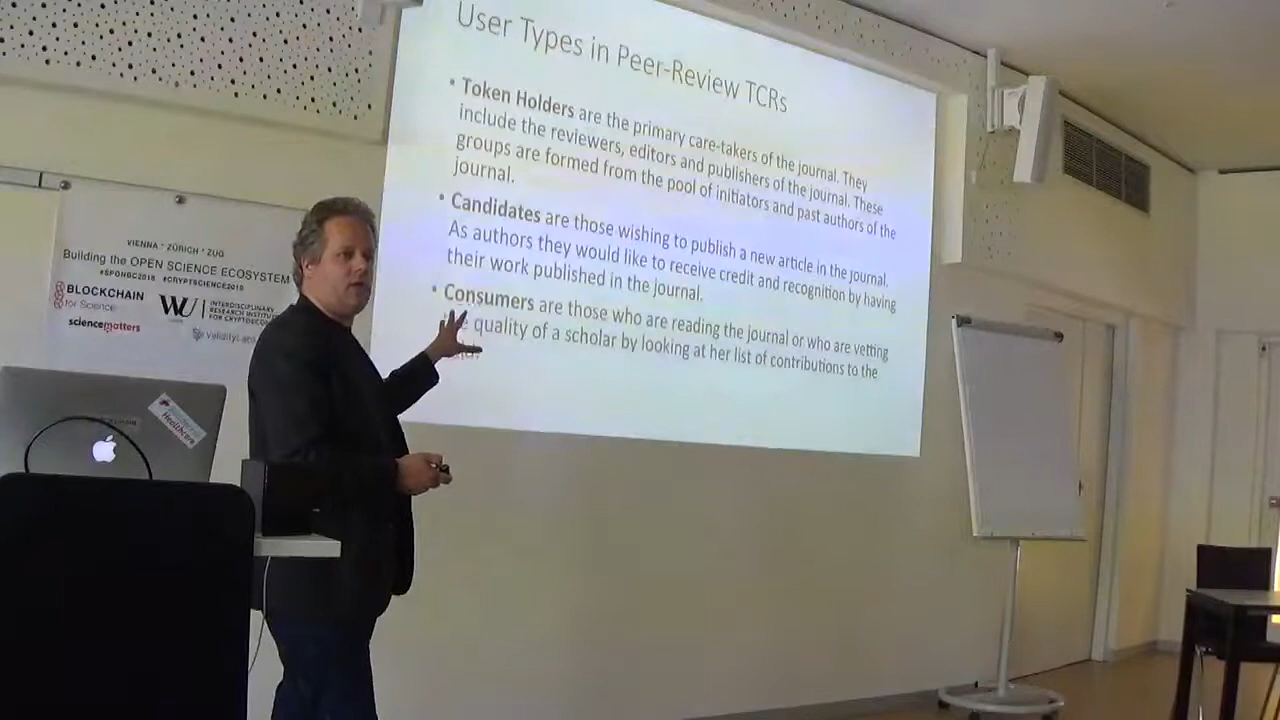 User Types in Peer-Review TCRs
• Token Holders are the primary care-takers of the journal. They
include the reviewers, editors and publishers of the journal. These
groups are formed from the pool of initiators and past authors of the
journal.
• Candidates are those wishing to publish a new article in the journal.
As authors they would like to receive credit and recognition by having
their work published in the journal.
• Consumers are those who are reading the journal or who are vetting
quality of a scholar by looking at her list of contributions to the
VIENNA * ZÜRICH * ZUG
Building the OPEN SCIENCE ECOSYSTEM
#SPONBC2018 #CRYPTSCIENCE2018
BLOCKCHAIN
for Science
WU
INTERDISCIPLINARY
RESEARCH INSTITUTE
FOR
sciencematters
Healthcare